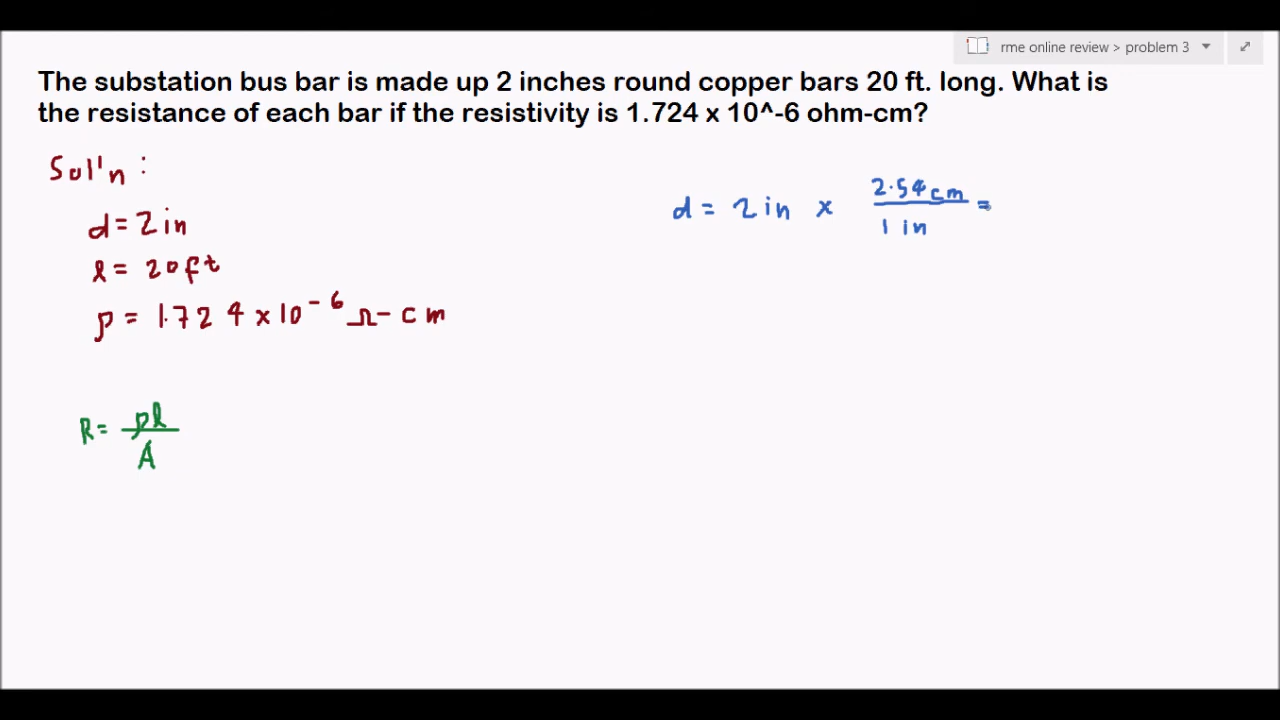 rme online review > problem 3
The substation bus bar is made up 2 inches round copper bars 20 ft. long. What is
the resistance of each bar if the resistivity is 1.724 x 10^-6 ohm-cm?
Sol'n :
d = 2 in
l = 20 ft
ρ = 1.724 x 10⁻⁶ Ω-cm
R = ρl / A
d = 2 in x 2.54 cm / 1 in =